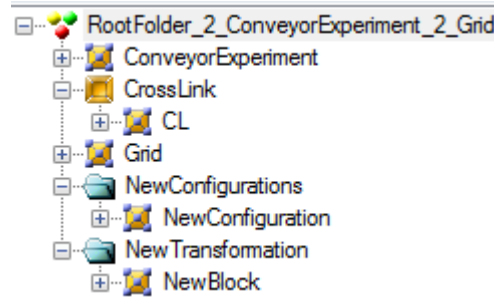 RootFolder_2_ConveyorExperiment_2_Grid
ConveyorExperiment
CrossLink
CL
Grid
NewConfigurations
NewConfiguration
NewTransformation
NewBlock